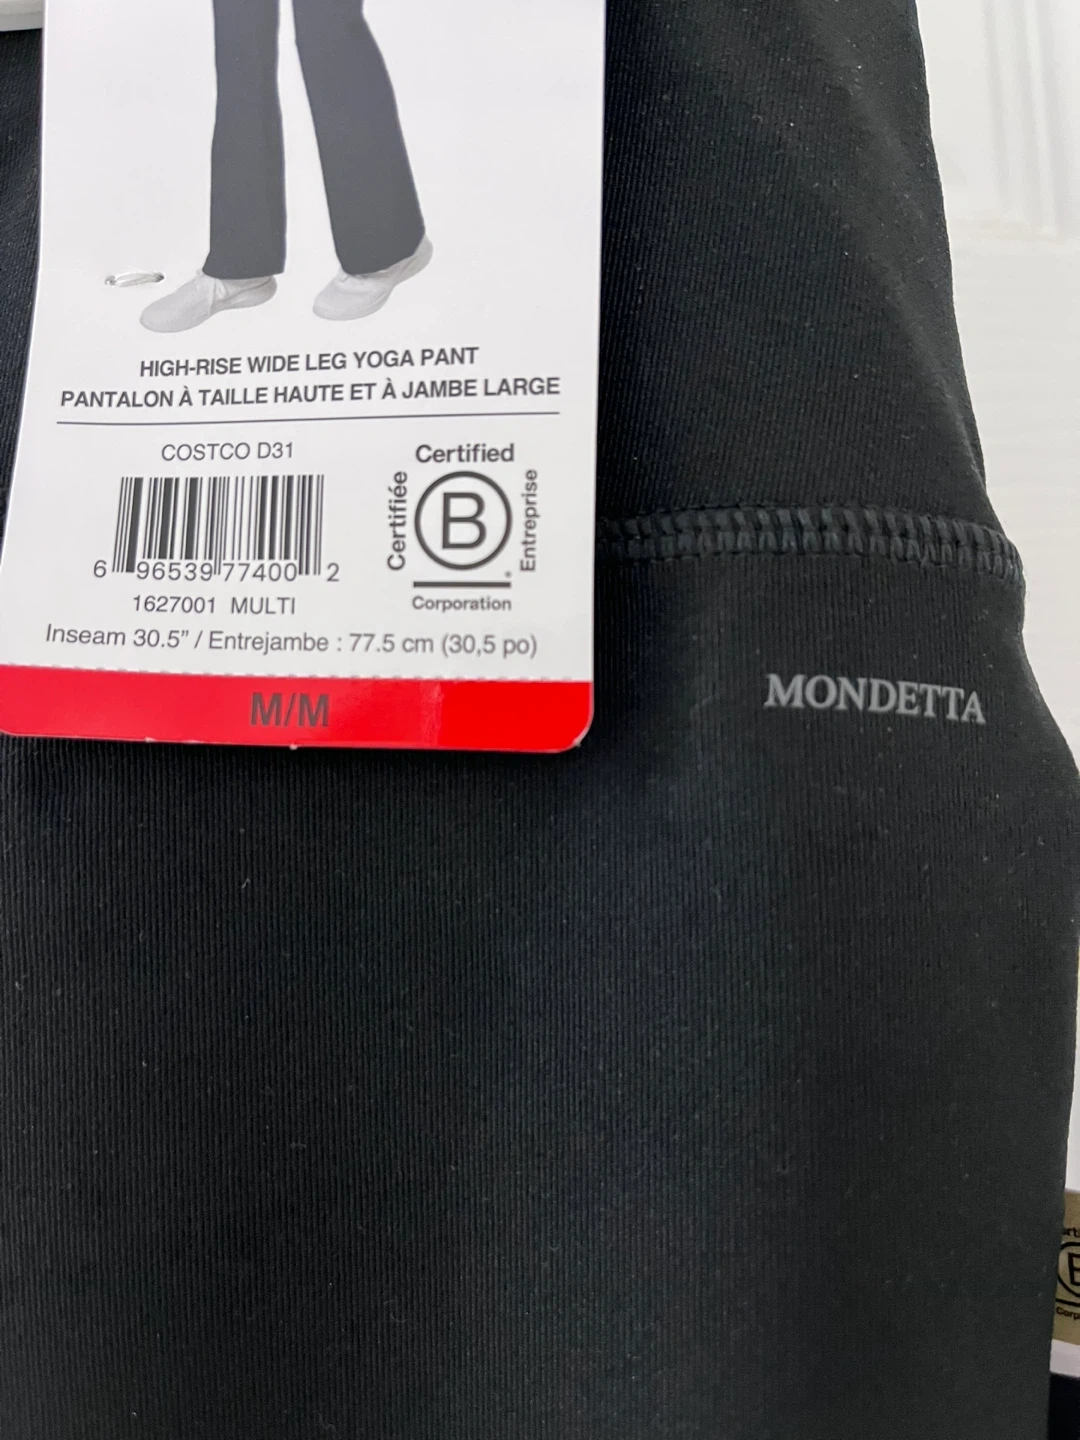 HIGH-RISE WIDE LEG YOGA PANT
PANTALON À TAILLE HAUTE ET À JAMBE LARGE
COSTCO D31
6 96539 77400 2
1627001 MULTI
Certified
Certifiée
B
Entreprise
Corporation
Inseam 30.5" / Entrejambe : 77.5 cm (30,5 po)
M/M
MONDETTA